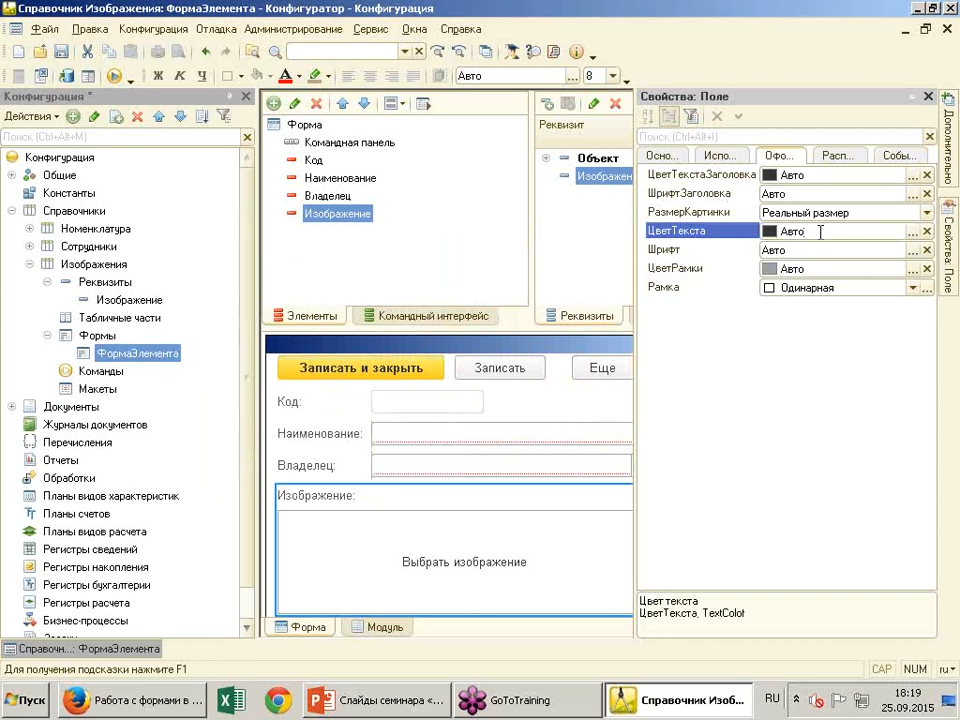 Справочник Изображения: ФормаЭлемента - Конфигуратор - Конфигурация
Файл Правка Конфигурация Отладка Администрирование Сервис Окна Справка
Ж К Ч А Авто ... 8
Конфигурация *
Действия
Поиск (Ctrl+Alt+M)
Конфигурация
Общие
Константы
Справочники
Номенклатура
Сотрудники
Изображения
Реквизиты
Изображение
Табличные части
Формы
ФормаЭлемента
Команды
Макеты
Документы
Журналы документов
Перечисления
Отчеты
Обработки
Планы видов характеристик
Планы счетов
Планы видов расчета
Регистры сведений
Регистры накопления
Регистры бухгалтерии
Регистры расчета
Бизнес-процессы
Форма
Командная панель
Код
Наименование
Владелец
Изображение
Элементы Командный интерфейс
Реквизит
Объект
Изображен
Реквизиты
Записать и закрыть Записать Еще
Код:
Наименование:
Владелец:
Изображение:
Выбрать изображение
Форма Модуль
Свойства: Поле
Поиск (Ctrl+Alt+I)
Осно... Испо... Офо... Расп... Собы...
ЦветТекстаЗаголовка Авто ...
ШрифтЗаголовка Авто ...
РазмерКартинки Реальный размер
ЦветТекста Авто ...
Шрифт Авто ...
ЦветРамки Авто ...
Рамка Одинарная ...
Цвет текста
ЦветТекста, TextColor
Дополнительно
Свойства: Поле
Справочн...: ФормаЭлемента
Для получения подсказки нажмите F1
CAP NUM ru
Пуск Работа с формами в ... Слайды семинара «... GoToTraining Справочник Изоб... RU 18:19
25.09.2015